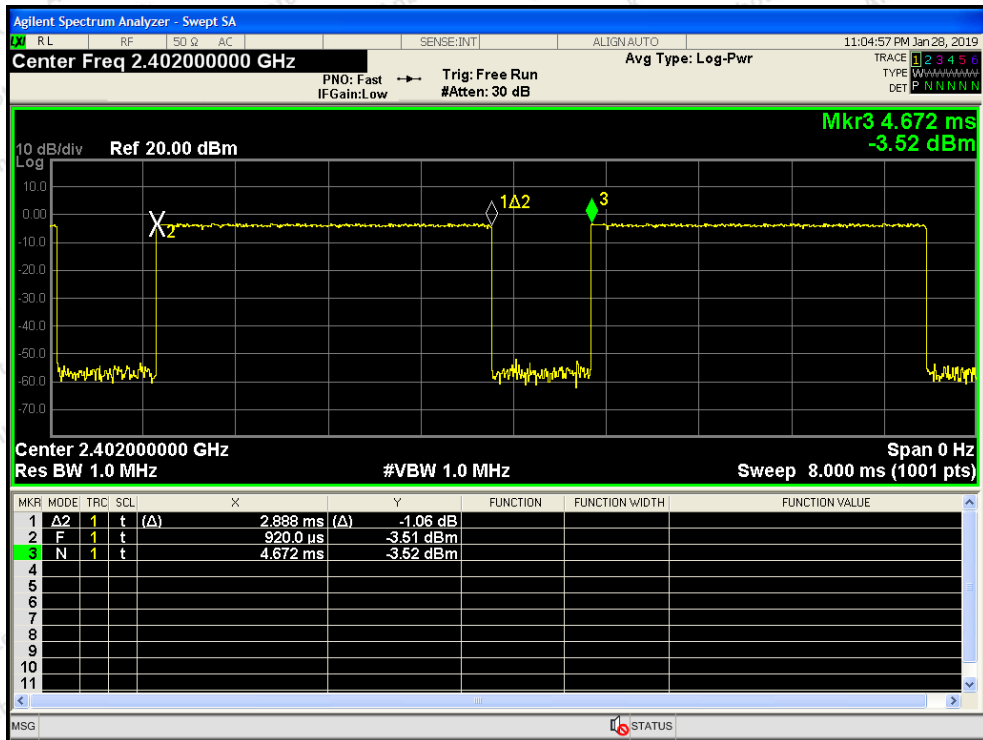 Agilent Spectrum Analyzer - Swept SA
LXI RL RF 50 Ω AC SENSE:INT ALIGN AUTO 11:04:57 PM Jan 28, 2019
Center Freq 2.402000000 GHz Avg Type: Log-Pwr TRACE 1 2 3 4 5 6
PNO: Fast Trig: Free Run TYPE W
IFGain:Low #Atten: 30 dB DET P N N N N N
Mkr3 4.672 ms
10 dB/div Ref 20.00 dBm -3.52 dBm
Log
10.0
1Δ2 3
0.00
X2
-10.0
-20.0
-30.0
-40.0
-50.0
-60.0
-70.0
Center 2.402000000 GHz Span 0 Hz
Res BW 1.0 MHz #VBW 1.0 MHz Sweep 8.000 ms (1001 pts)
MKR MODE TRC SCL X Y FUNCTION FUNCTION WIDTH FUNCTION VALUE
1 Δ2 1 t (Δ) 2.888 ms (Δ) -1.06 dB
2 F 1 t 920.0 µs -3.51 dBm
3 N 1 t 4.672 ms -3.52 dBm
4
5
6
7
8
9
10
11
MSG STATUS